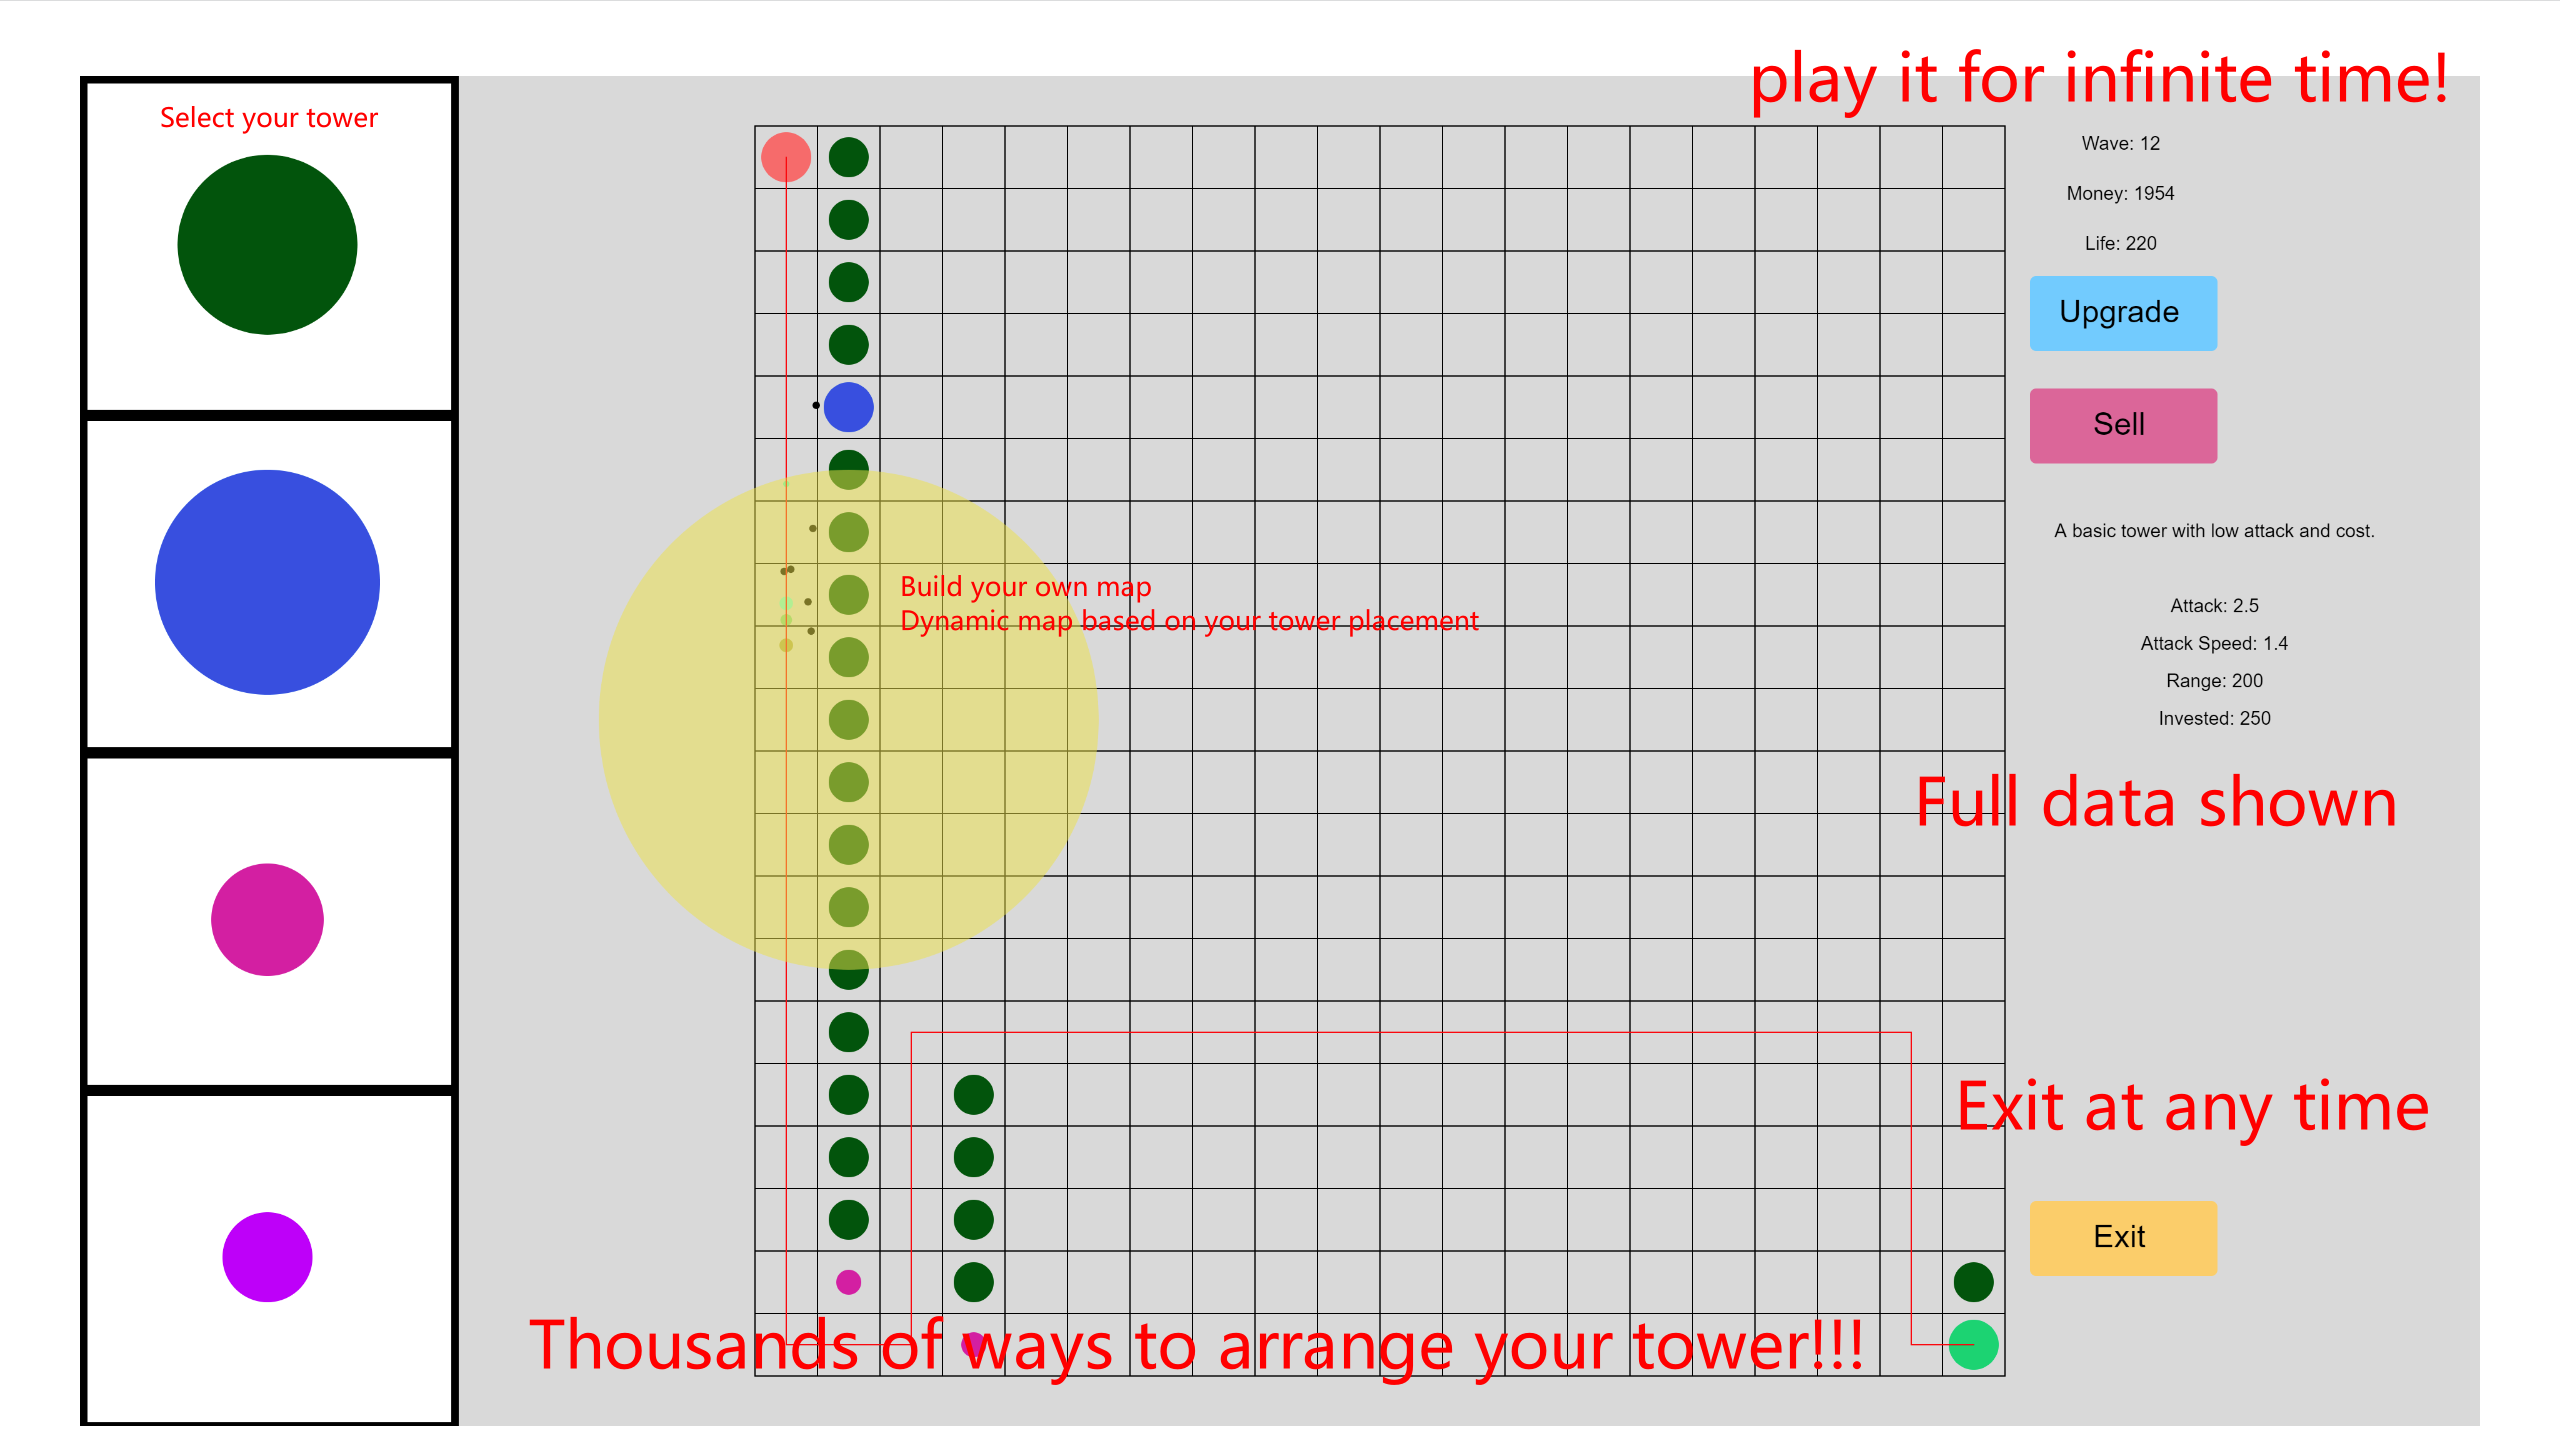 play it for infinite time!
Select your tower
Wave: 12
Money: 1954
Life: 220
Upgrade
Sell
A basic tower with low attack and cost.
Build your own map
Dynamic map based on your tower placement
Attack: 2.5
Attack Speed: 1.4
Range: 200
Invested: 250
Full data shown
Exit at any time
Exit
Thousands of ways to arrange your tower!!!